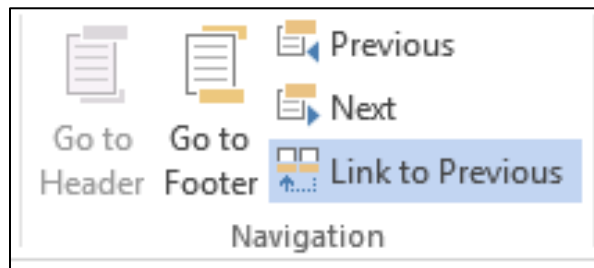 Go to
Header
Go to
Footer
Previous
Next
Link to Previous
Navigation